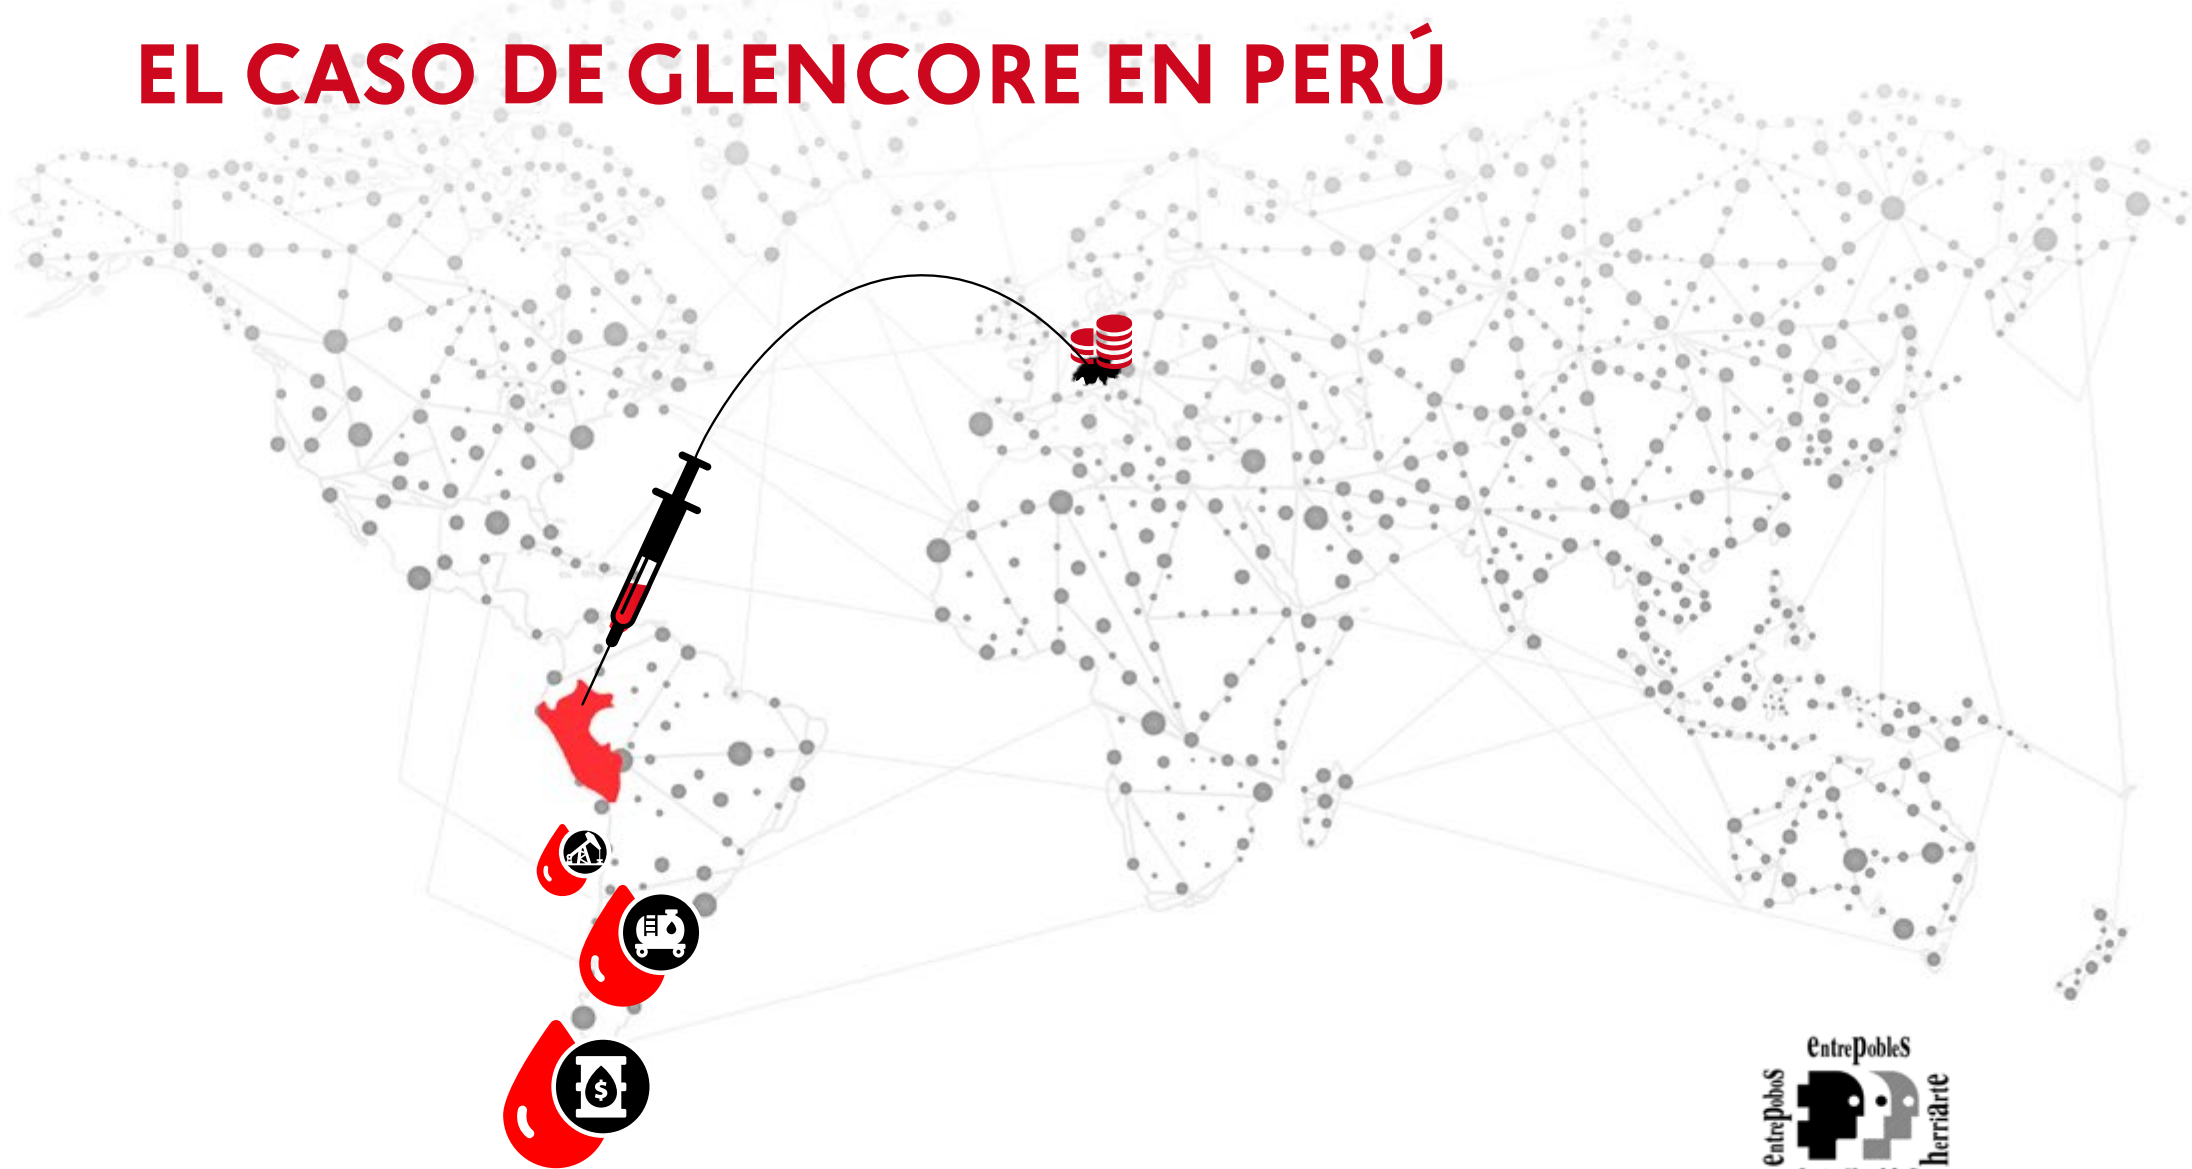 EL CASO DE GLENCORE EN PERÚ
$
entrepobleS
entrepoboS
herriarte